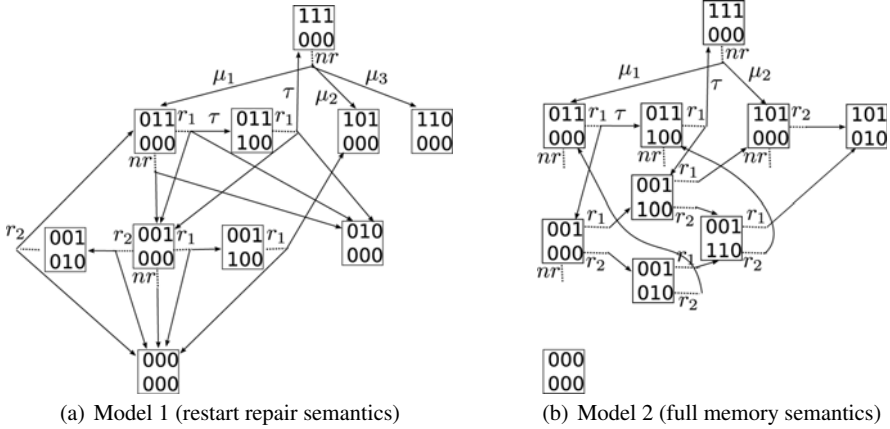 111
000
nr
μ1
μ2
μ3
τ
011
000
r1
τ
011
100
r1
101
000
110
000
nr
r2
001
010
r2
001
000
r1
001
100
r1
010
000
nr
000
000
(a) Model 1 (restart repair semantics)
111
000
nr
μ1
μ2
τ
011
000
r1
τ
011
100
r1
101
000
r2
101
010
nr
nr
nr
001
100
r1
r2
001
000
r1
r2
nr
001
110
r1
r2
001
010
r1
r2
000
000
(b) Model 2 (full memory semantics)